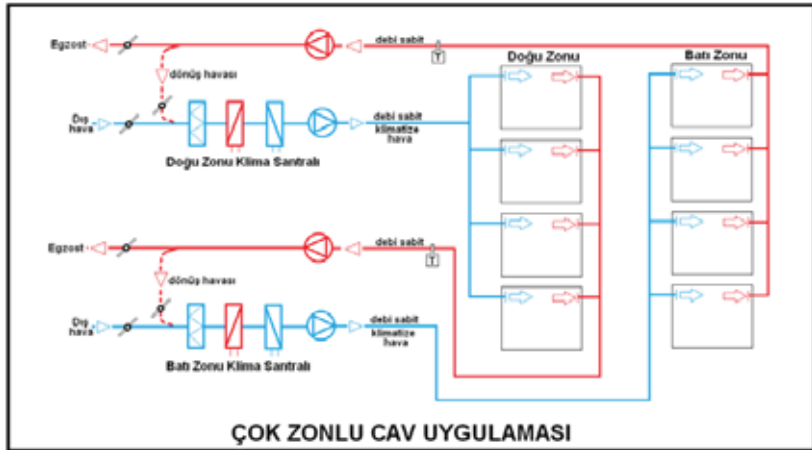 Egzost
debi sabit
T
Doğu Zonu
Batı Zonu
dönüş havası
Dış
hava
debi sabit
klimatize
hava
Doğu Zonu Klima Santralı
Egzost
debi sabit
T
dönüş havası
Dış
hava
debi sabit
klimatize
hava
Batı Zonu Klima Santralı
ÇOK ZONLU CAV UYGULAMASI